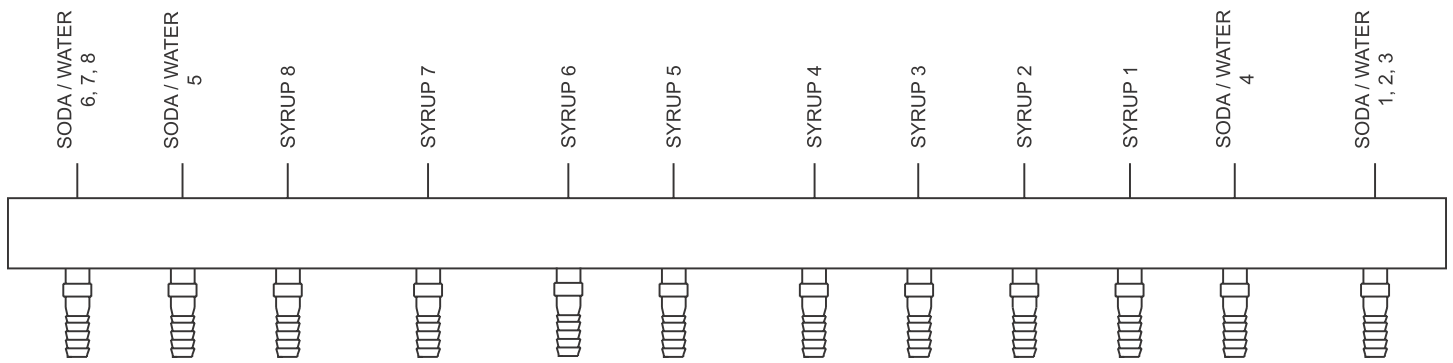 SODA / WATER
6, 7, 8
SODA / WATER
5
SYRUP 8
SYRUP 7
SYRUP 6
SYRUP 5
SYRUP 4
SYRUP 3
SYRUP 2
SYRUP 1
SODA / WATER
4
SODA / WATER
1, 2, 3